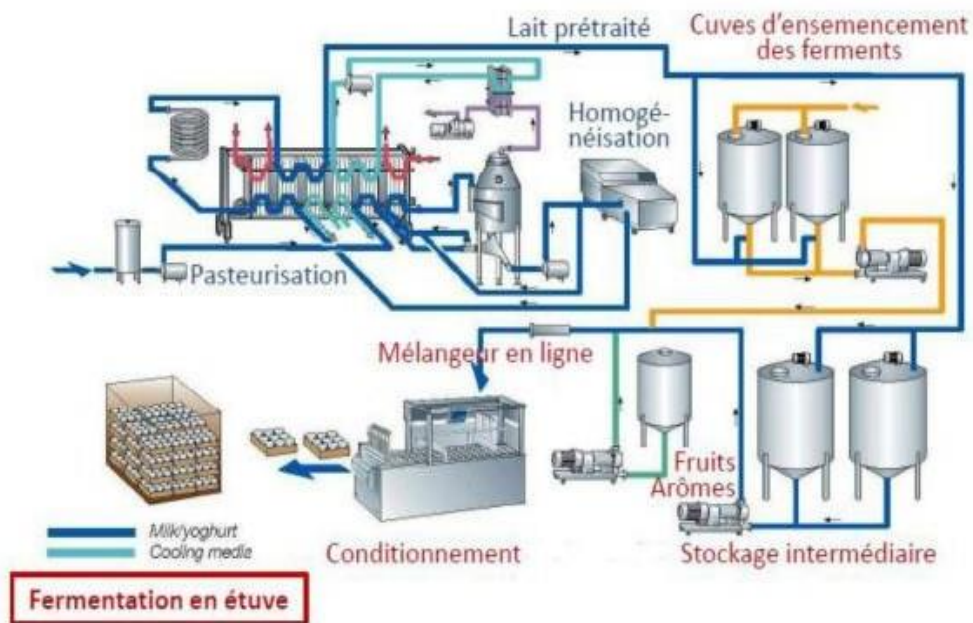 Lait prétraité
Cuves d'ensemencement
des ferments
Homogé-
néisation
Pasteurisation
Mélangeur en ligne
Fruits
Arômes
Milk/yoghurt
Cooling media
Conditionnement
Stockage intermédiaire
Fermentation en étuve